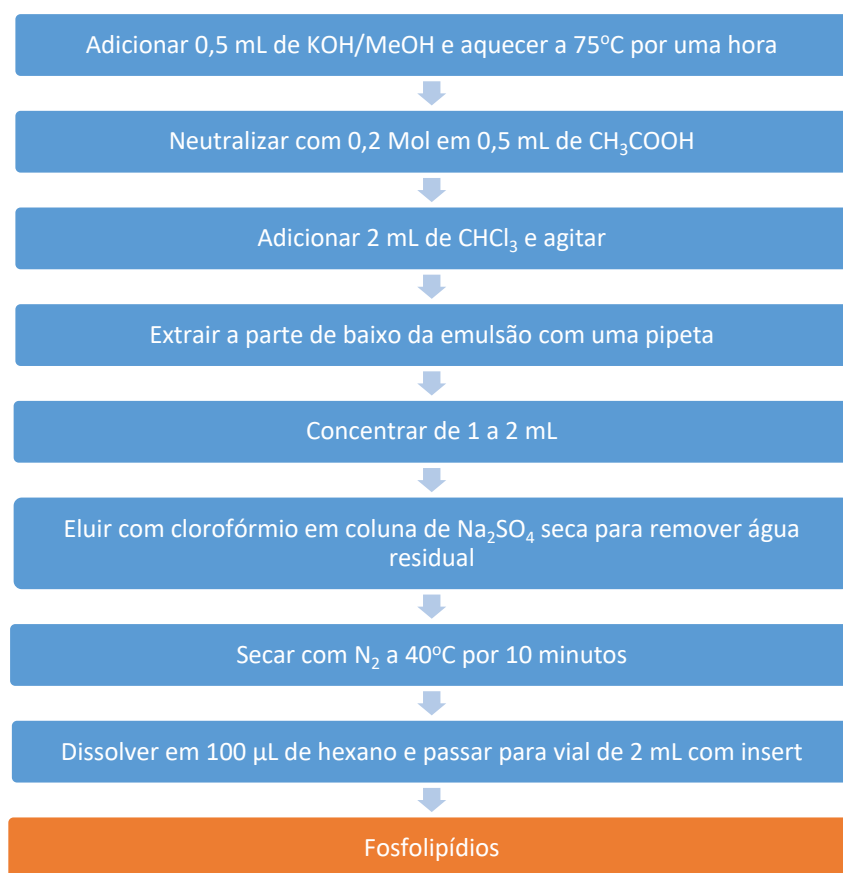 Adicionar 0,5 mL de KOH/MeOH e aquecer a 75ºC por uma hora
Neutralizar com 0,2 Mol em 0,5 mL de CH₃COOH
Adicionar 2 mL de CHCl₃ e agitar
Extrair a parte de baixo da emulsão com uma pipeta
Concentrar de 1 a 2 mL
Eluir com clorofórmio em coluna de Na₂SO₄ seca para remover água
residual
Secar com N₂ a 40ºC por 10 minutos
Dissolver em 100 µL de hexano e passar para vial de 2 mL com insert
Fosfolipídios